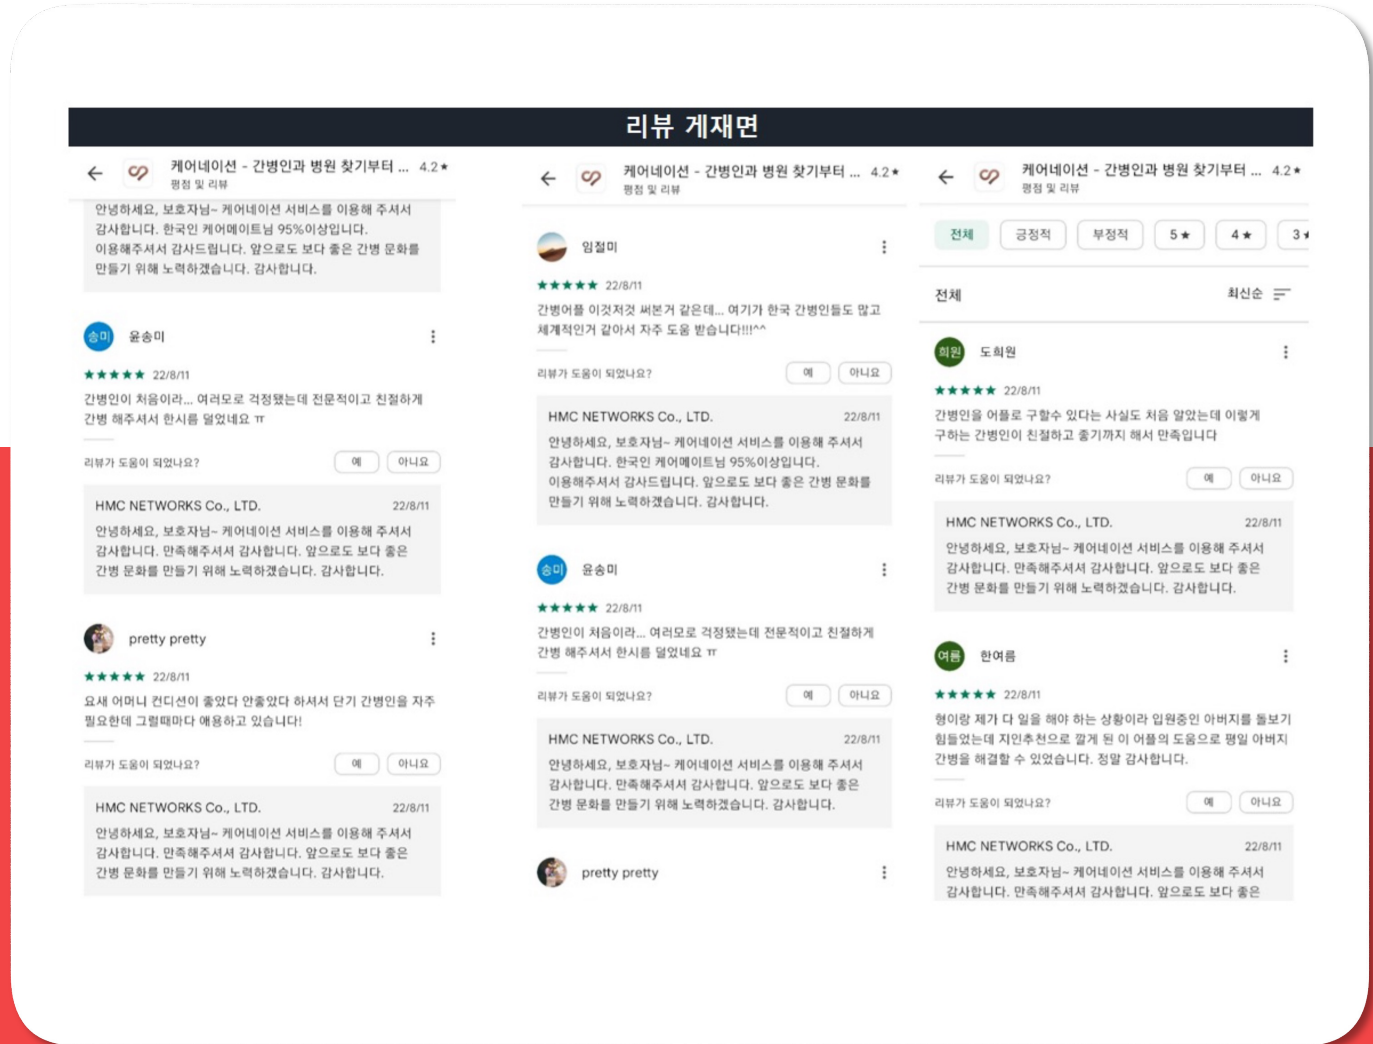 리뷰 게재면
케어네이션 - 간병인과 병원 찾기부터 ... 4.2★
평점 및 리뷰
안녕하세요, 보호자님~ 케어네이션 서비스를 이용해 주셔서
감사합니다. 한국인 케어메이트님 95%이상입니다.
이용해주셔서 감사드립니다. 앞으로도 보다 좋은 간병 문화를
만들기 위해 노력하겠습니다. 감사합니다.
송미 윤송미
★★★★★ 22/8/11
간병인이 처음이라... 여러모로 걱정됐는데 전문적이고 친절하게
간병 해주셔서 한시름 덜었네요 ㅠ
리뷰가 도움이 되었나요? 예 아니요
HMC NETWORKS Co., LTD. 22/8/11
안녕하세요, 보호자님~ 케어네이션 서비스를 이용해 주셔서
감사합니다. 만족해주셔서 감사합니다. 앞으로도 보다 좋은
간병 문화를 만들기 위해 노력하겠습니다. 감사합니다.
pretty pretty
★★★★★ 22/8/11
요새 어머니 컨디션이 좋았다 안좋았다 하셔서 단기 간병인을 자주
필요한데 그럴때마다 애용하고 있습니다!
리뷰가 도움이 되었나요? 예 아니요
HMC NETWORKS Co., LTD. 22/8/11
안녕하세요, 보호자님~ 케어네이션 서비스를 이용해 주셔서
감사합니다. 만족해주셔서 감사합니다. 앞으로도 보다 좋은
간병 문화를 만들기 위해 노력하겠습니다. 감사합니다.
케어네이션 - 간병인과 병원 찾기부터 ... 4.2★
평점 및 리뷰
임절미
★★★★★ 22/8/11
간병어플 이것저것 써본거 같은데... 여기가 한국 간병인들도 많고
체계적인거 같아서 자주 도움 받습니다!!!^^
리뷰가 도움이 되었나요? 예 아니요
HMC NETWORKS Co., LTD. 22/8/11
안녕하세요, 보호자님~ 케어네이션 서비스를 이용해 주셔서
감사합니다. 한국인 케어메이트님 95%이상입니다.
이용해주셔서 감사드립니다. 앞으로도 보다 좋은 간병 문화를
만들기 위해 노력하겠습니다. 감사합니다.
송미 윤송미
★★★★★ 22/8/11
간병인이 처음이라... 여러모로 걱정됐는데 전문적이고 친절하게
간병 해주셔서 한시름 덜었네요 ㅠ
리뷰가 도움이 되었나요? 예 아니요
HMC NETWORKS Co., LTD. 22/8/11
안녕하세요, 보호자님~ 케어네이션 서비스를 이용해 주셔서
감사합니다. 만족해주셔서 감사합니다. 앞으로도 보다 좋은
간병 문화를 만들기 위해 노력하겠습니다. 감사합니다.
pretty pretty
케어네이션 - 간병인과 병원 찾기부터 ... 4.2★
평점 및 리뷰
전체 긍정적 부정적 5★ 4★ 3★
전체 최신순
희원 도희원
★★★★★ 22/8/11
간병인을 어플로 구할수 있다는 사실도 처음 알았는데 이렇게
구하는 간병인이 친절하고 좋기까지 해서 만족입니다
리뷰가 도움이 되었나요? 예 아니요
HMC NETWORKS Co., LTD. 22/8/11
안녕하세요, 보호자님~ 케어네이션 서비스를 이용해 주셔서
감사합니다. 만족해주셔서 감사합니다. 앞으로도 보다 좋은
간병 문화를 만들기 위해 노력하겠습니다. 감사합니다.
여름 한여름
★★★★★ 22/8/11
형이랑 제가 다 일을 해야 하는 상황이라 입원중인 아버지를 돌보기
힘들었는데 지인추천으로 깔게 된 이 어플의 도움으로 평일 아버지
간병을 해결할 수 있었습니다. 정말 감사합니다.
리뷰가 도움이 되었나요? 예 아니요
HMC NETWORKS Co., LTD. 22/8/11
안녕하세요, 보호자님~ 케어네이션 서비스를 이용해 주셔서
감사합니다. 만족해주셔서 감사합니다. 앞으로도 보다 좋은